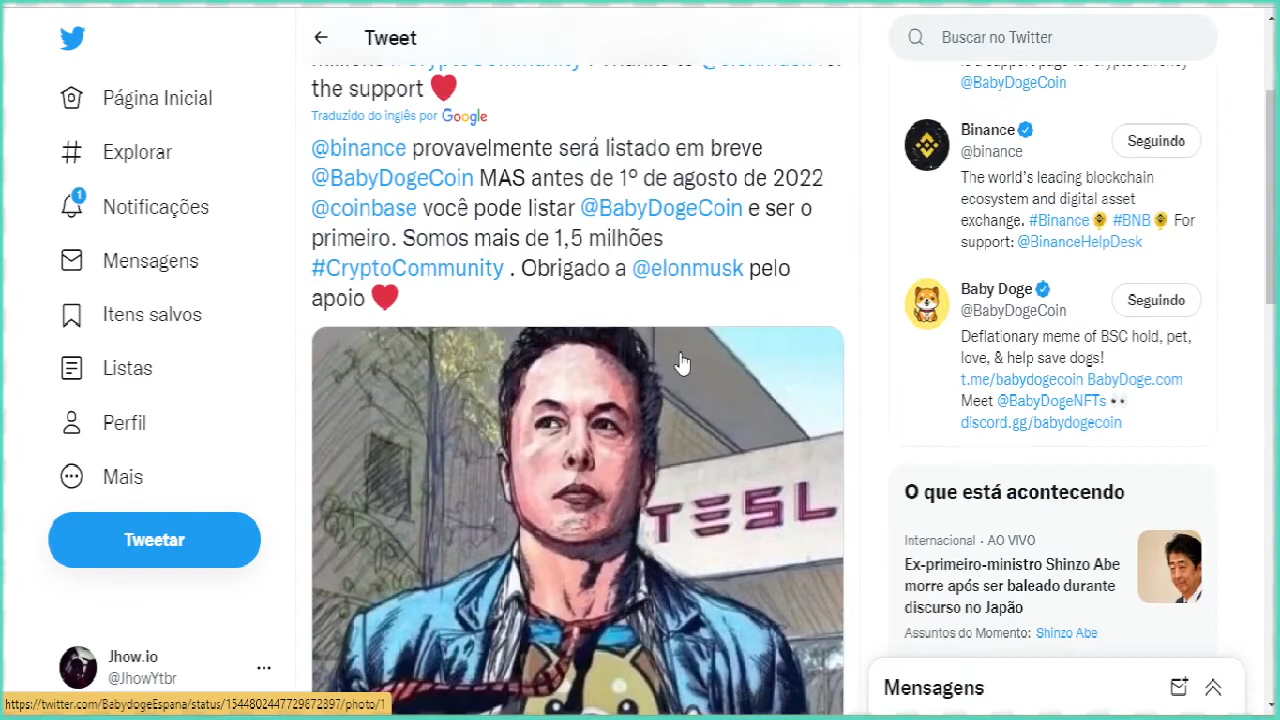 Tweet
the support
Traduzido do inglês por Google
@binance provavelmente será listado em breve
@BabyDogeCoin MAS antes de 1º de agosto de 2022
@coinbase você pode listar @BabyDogeCoin e ser o
primeiro. Somos mais de 1,5 milhões
#CryptoCommunity . Obrigado a @elonmusk pelo
apoio
TESL
Página Inicial
Explorar
1
Notificações
Mensagens
Itens salvos
Listas
Perfil
Mais
Tweetar
Jhow.io
@JhowYtbr
https://twitter.com/BabydogeEspana/status/1544802447729872397/photo/1
Buscar no Twitter
@BabyDogeCoin
Binance
@binance
Seguindo
The world's leading blockchain
ecosystem and digital asset
exchange. #Binance #BNB For
support: @BinanceHelpDesk
Baby Doge
@BabyDogeCoin
Seguindo
Deflationary meme of BSC hold, pet,
love, & help save dogs!
t.me/babydogecoin BabyDoge.com
Meet @BabyDogeNFTs
discord.gg/babydogecoin
O que está acontecendo
Internacional · AO VIVO
Ex-primeiro-ministro Shinzo Abe
morre após ser baleado durante
discurso no Japão
Assuntos do Momento: Shinzo Abe
Mensagens